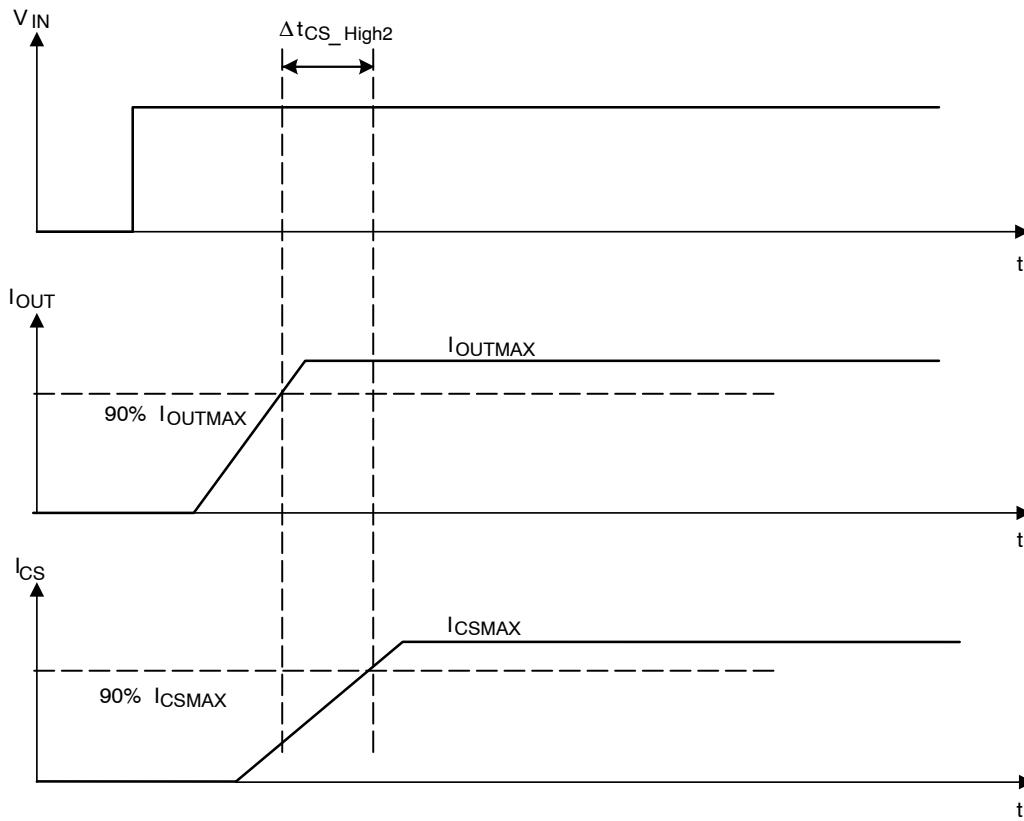 VIN
ΔtCS_High2
t
IOUT
IOUTMAX
90% IOUTMAX
t
ICS
ICSMAX
90% ICSMAX
t